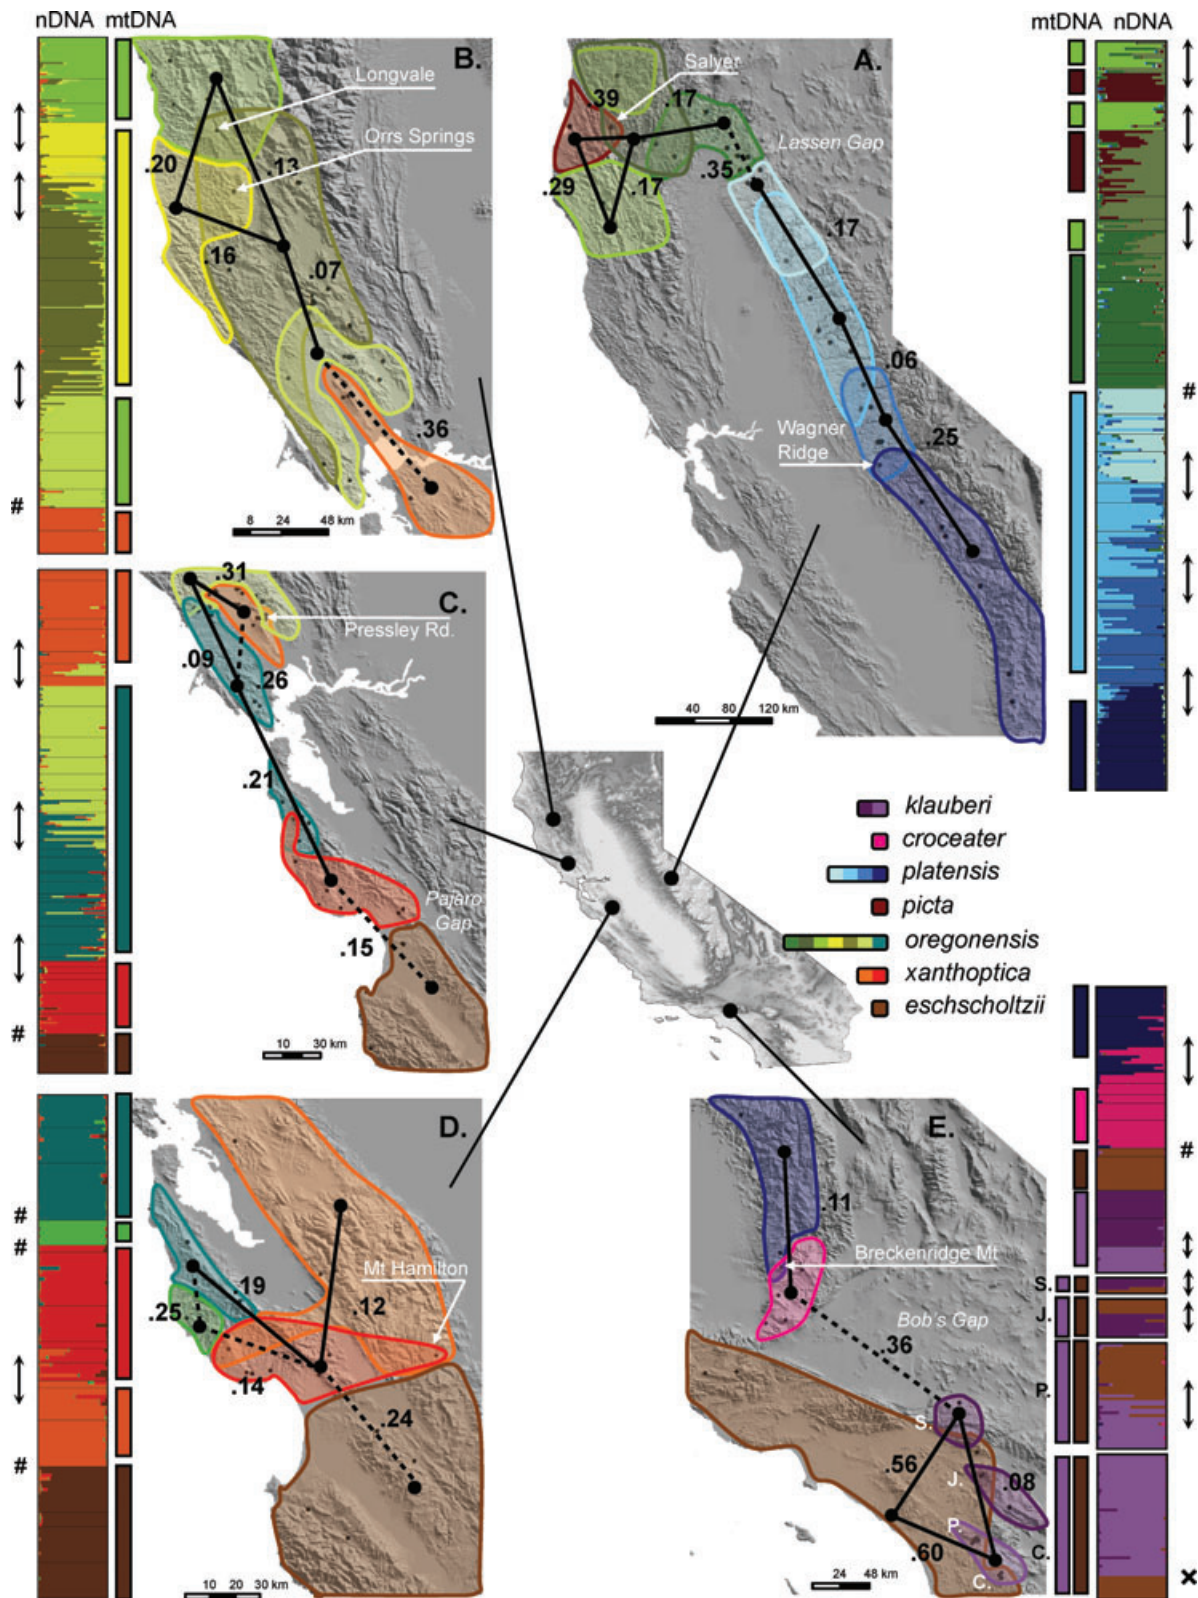 nDNA mtDNA
mtDNA nDNA
B.
Longvale
Orrs Springs
.20
.13
.16
.07
.36
8 24 48 km
#
A.
Salyer
.39
.17
Lassen Gap
.35
.29
.17
.17
.06
.25
Wagner
Ridge
40 80 120 km
#
C.
.31
Pressley Rd.
.09
.26
.21
Pajaro
Gap
.15
10 30 km
#
klauberi
croceater
platensis
picta
oregonensis
xanthoptica
eschscholtzii
D.
Mt Hamilton
.19
.25
.12
.14
.24
10 20 30 km
#
#
#
E.
.11
Breckenridge Mt
Bob's Gap
.36
S.
.56
J.
.08
P.
.60
C.
24 48 km
#
S.
J.
P.
C.